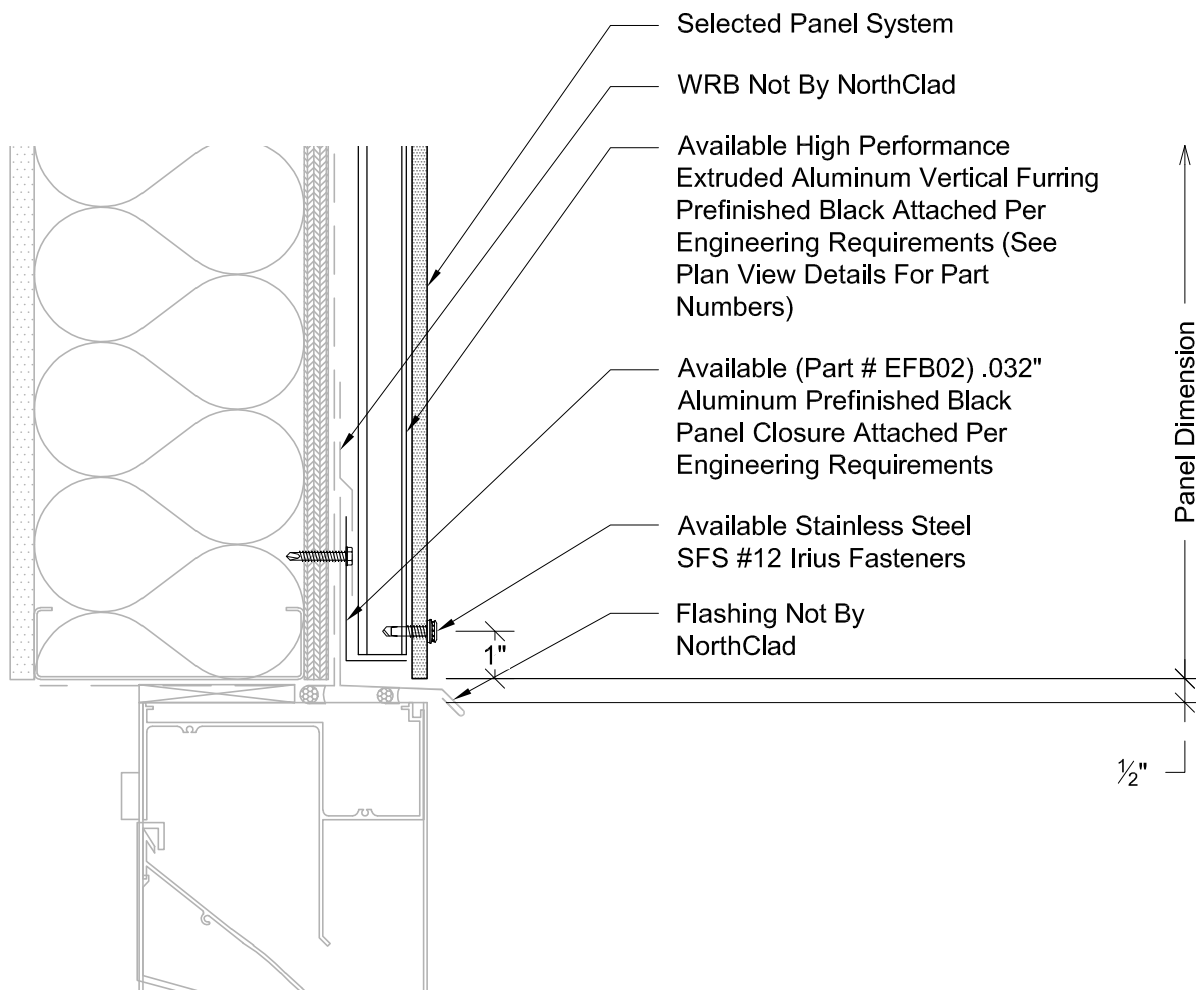 Selected Panel System
WRB Not By NorthClad
Available High Performance
Extruded Aluminum Vertical Furring
Prefinished Black Attached Per
Engineering Requirements (See
Plan View Details For Part
Numbers)
Available (Part # EFB02) .032"
Aluminum Prefinished Black
Panel Closure Attached Per
Engineering Requirements
Available Stainless Steel
SFS #12 Irius Fasteners
Flashing Not By
NorthClad
1"
Panel Dimension
½"